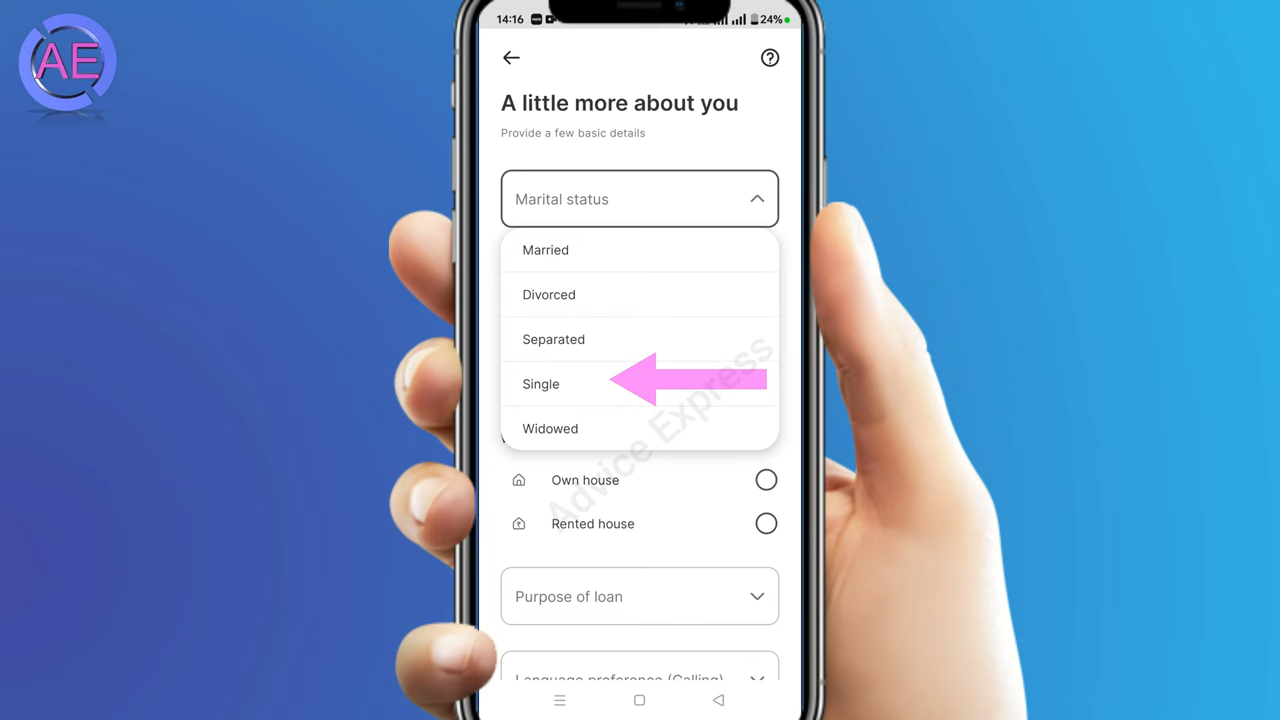 AE
14:16
24%
A little more about you
Provide a few basic details
Marital status
Married
Divorced
Separated
Single
Widowed
Own house
Rented house
Purpose of loan
Language preference (Calling)
Advice Express